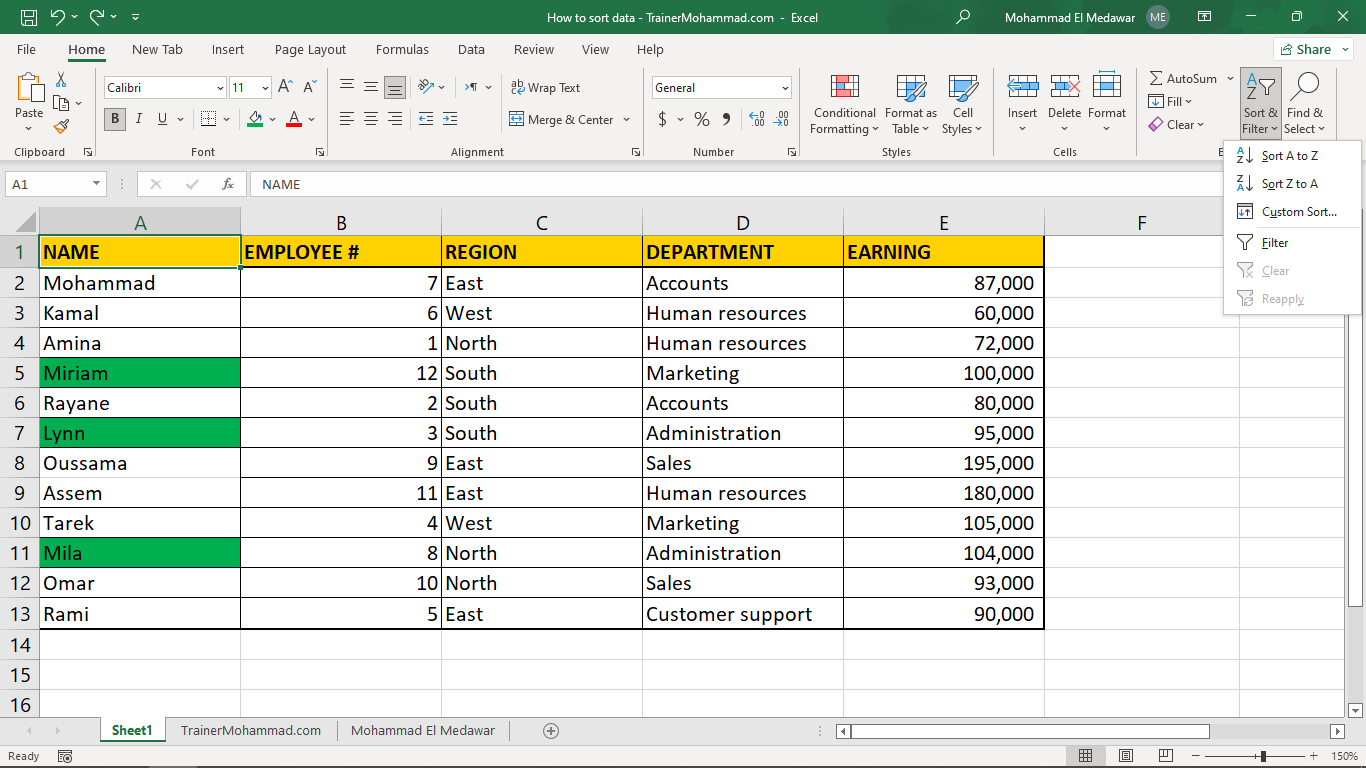 How to sort data - TrainerMohammad.com - Excel
Mohammad El Medawar ME
File Home New Tab Insert Page Layout Formulas Data Review View Help Share
Paste
Clipboard
Calibri 11
B I U
A A
Font
ab Wrap Text
Merge & Center
Alignment
General
$ % 9
Number
Conditional Formatting
Format as Table
Cell Styles
Styles
Insert Delete Format
Cells
AutoSum
Fill
Clear
Sort & Filter
Find & Select
E
Sort A to Z
Sort Z to A
Custom Sort...
Filter
Clear
Reapply
A1 fx NAME
A B C D E F
1 NAME EMPLOYEE # REGION DEPARTMENT EARNING
2 Mohammad 7 East Accounts 87,000
3 Kamal 6 West Human resources 60,000
4 Amina 1 North Human resources 72,000
5 Miriam 12 South Marketing 100,000
6 Rayane 2 South Accounts 80,000
7 Lynn 3 South Administration 95,000
8 Oussama 9 East Sales 195,000
9 Assem 11 East Human resources 180,000
10 Tarek 4 West Marketing 105,000
11 Mila 8 North Administration 104,000
12 Omar 10 North Sales 93,000
13 Rami 5 East Customer support 90,000
14
15
16
Sheet1 TrainerMohammad.com Mohammad El Medawar
Ready 150%